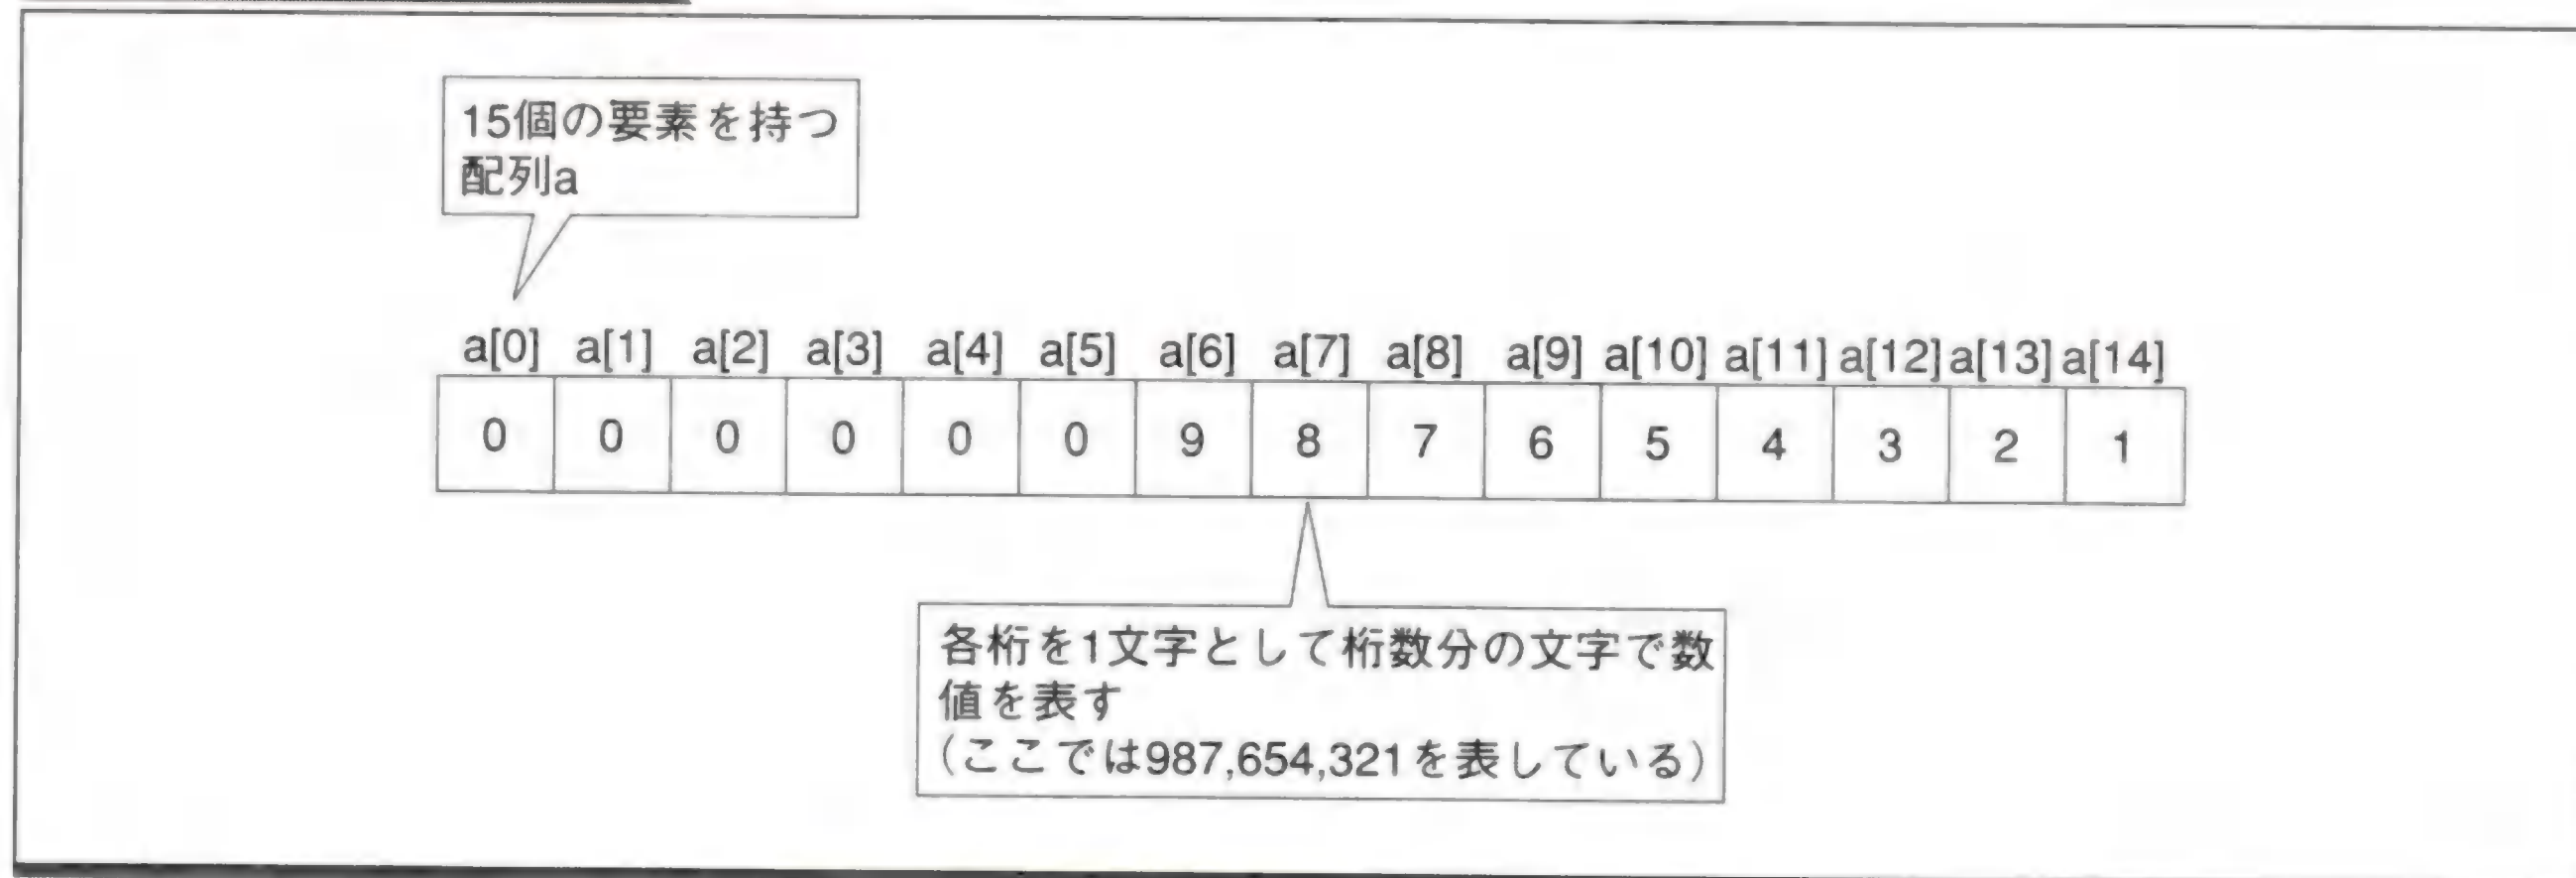 15個の要素を持つ
配列a
a[0] a[1] a[2] a[3] a[4] a[5] a[6] a[7] a[8] a[9] a[10] a[11] a[12] a[13] a[14]
0 0 0 0 0 0 9 8 7 6 5 4 3 2 1
各桁を1文字として桁数分の文字で数
値を表す
（ここでは987,654,321を表している）